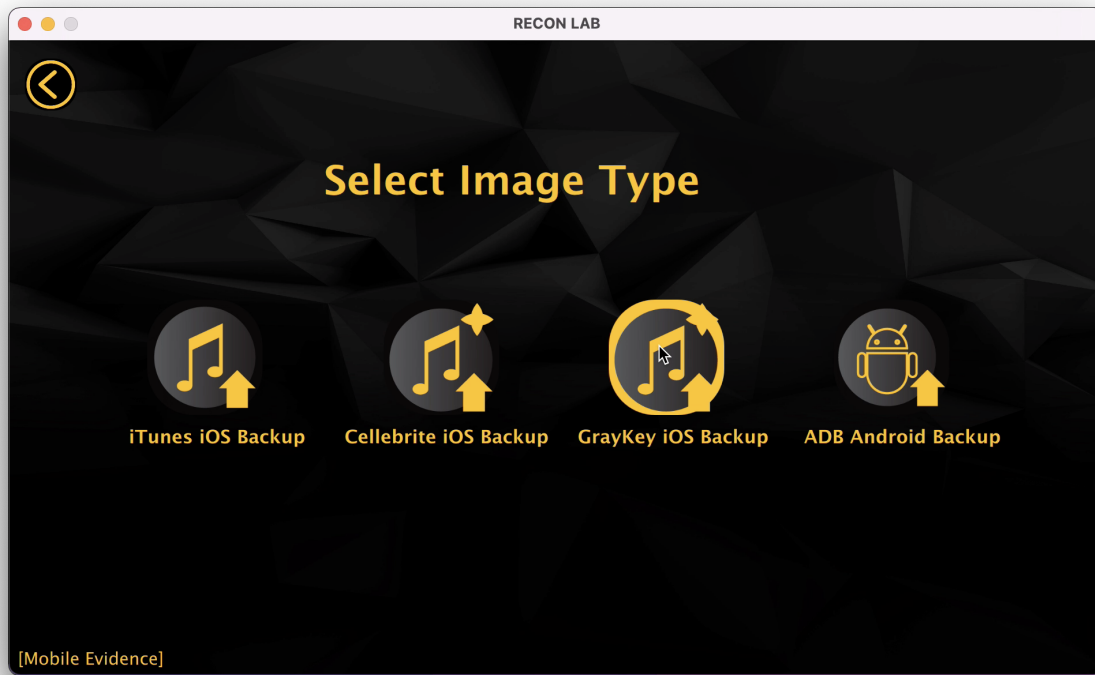 RECON LAB
Select Image Type
iTunes iOS Backup
Cellebrite iOS Backup
GrayKey iOS Backup
ADB Android Backup
[Mobile Evidence]